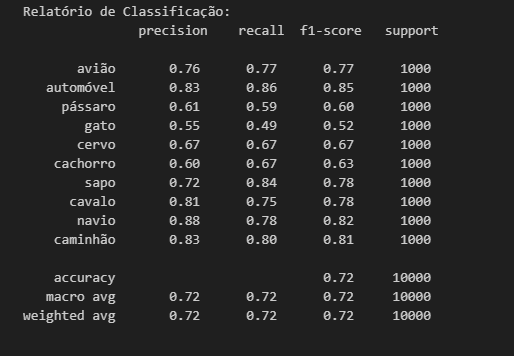 Relatório de Classificação:
precision recall f1-score support
avião 0.76 0.77 0.77 1000
automóvel 0.83 0.86 0.85 1000
pássaro 0.61 0.59 0.60 1000
gato 0.55 0.49 0.52 1000
cervo 0.67 0.67 0.67 1000
cachorro 0.60 0.67 0.63 1000
sapo 0.72 0.84 0.78 1000
cavalo 0.81 0.75 0.78 1000
navio 0.88 0.78 0.82 1000
caminhão 0.83 0.80 0.81 1000
accuracy 0.72 10000
macro avg 0.72 0.72 0.72 10000
weighted avg 0.72 0.72 0.72 10000